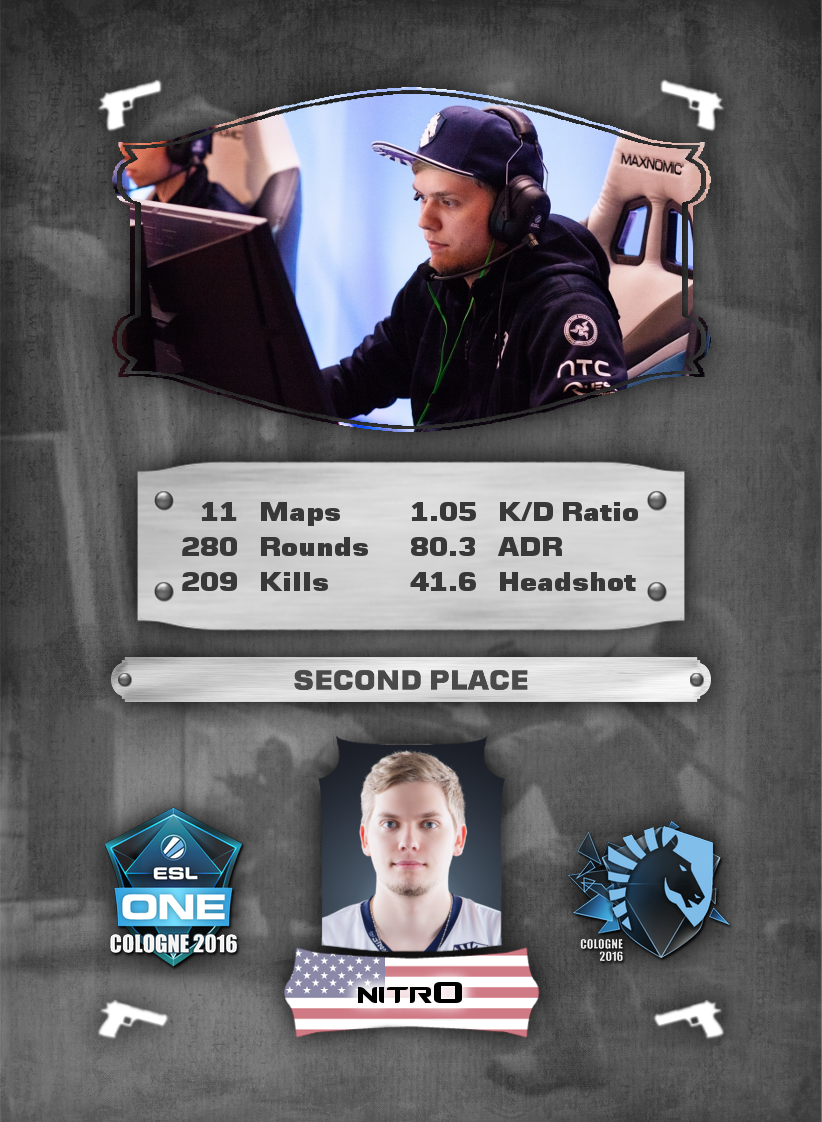 MAXNOMIC
NTC
11 Maps 1.05 K/D Ratio
280 Rounds 80.3 ADR
209 Kills 41.6 Headshot
SECOND PLACE
ESL
ONE
COLOGNE 2016
COLOGNE
2016
NITRO